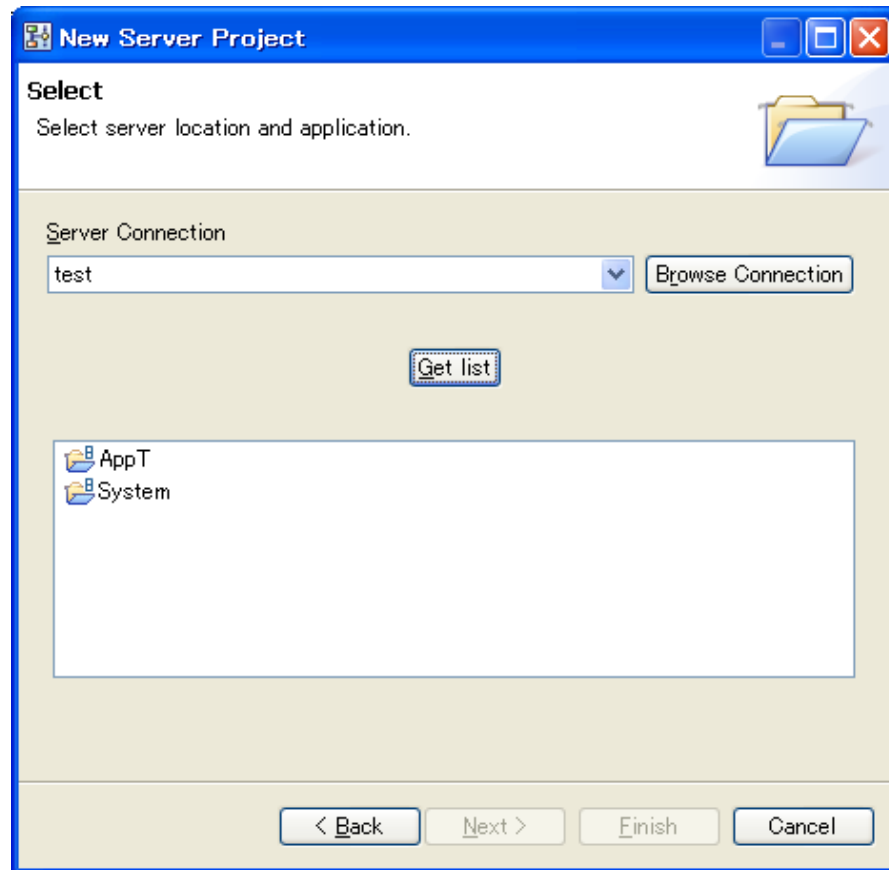 New Server Project
Select
Select server location and application.
Server Connection
test
Browse Connection
Get list
AppT
System
< Back Next > Finish Cancel